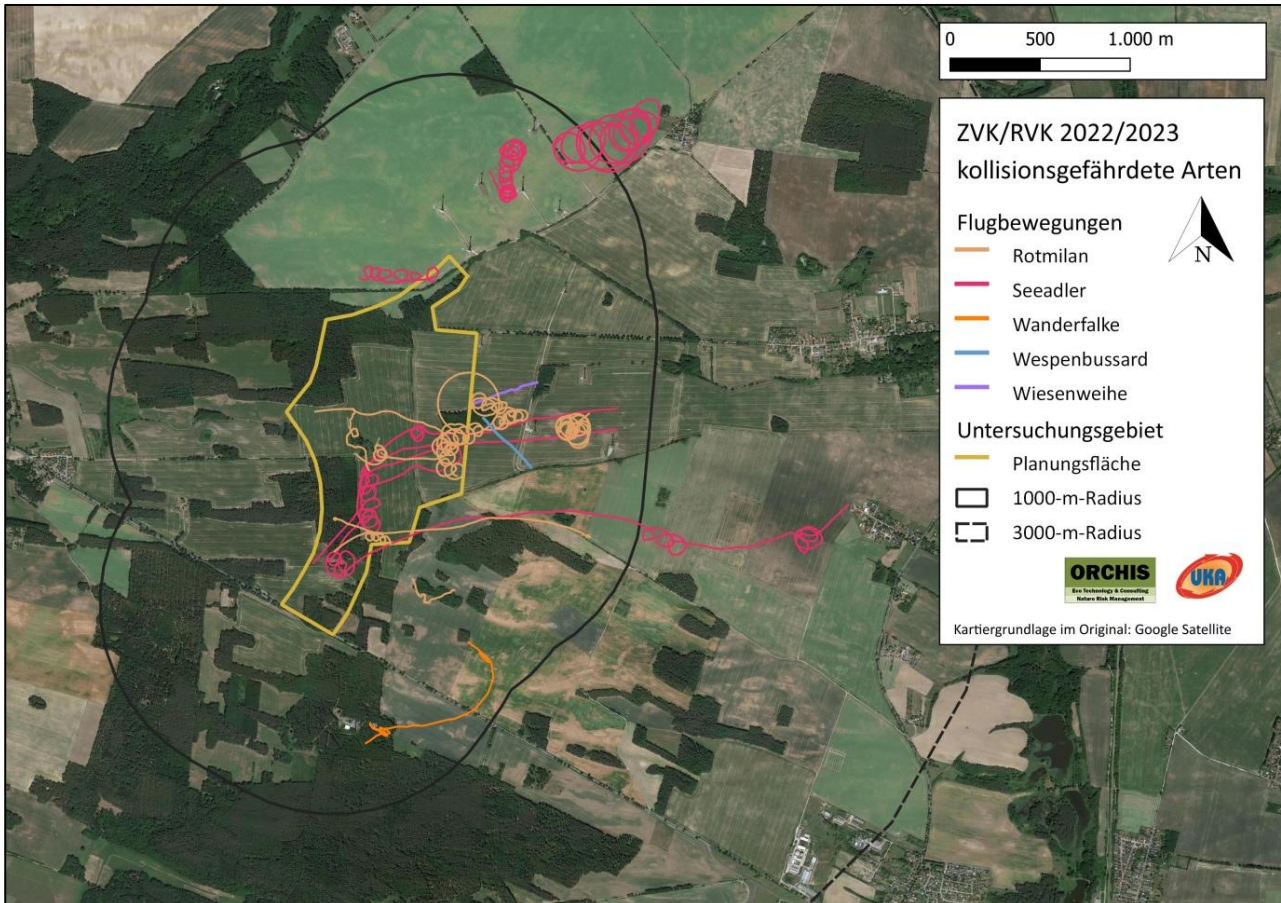 0 500 1.000 m
ZVK/RVK 2022/2023
kollisionsgefährdete Arten
Flugbewegungen
Rotmilan
Seeadler
Wanderfalke
Wespenbussard
Wiesenweihe
N
Untersuchungsgebiet
Planungsfläche
1000-m-Radius
3000-m-Radius
ORCHIS
Eco Technology & Consulting
Nature Risk Management
UKA
Kartiergrundlage im Original: Google Satellite